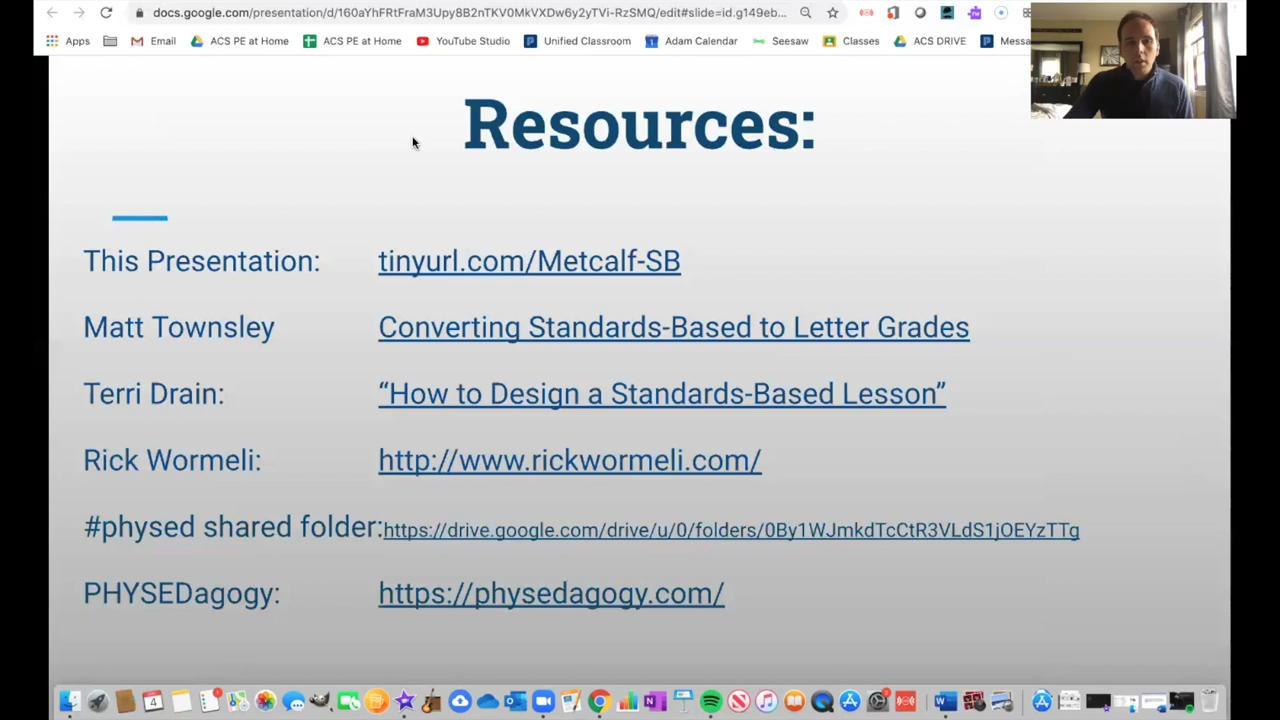 docs.google.com/presentation/d/160aYhFRtFraM3Upy8B2nTKV0MkVXDw6y2yTVi-RzSMQ/edit#slide=id.g149eb...
Apps Email ACS PE at Home ACS PE at Home YouTube Studio Unified Classroom Adam Calendar Seesaw Classes ACS DRIVE Messa
Resources:
This Presentation: tinyurl.com/Metcalf-SB
Matt Townsley Converting Standards-Based to Letter Grades
Terri Drain: “How to Design a Standards-Based Lesson”
Rick Wormeli: http://www.rickwormeli.com/
#physed shared folder:https://drive.google.com/drive/u/0/folders/0By1WJmkdTcCtR3VLdS1jOEYzTTg
PHYSEDagogy: https://physedagogy.com/